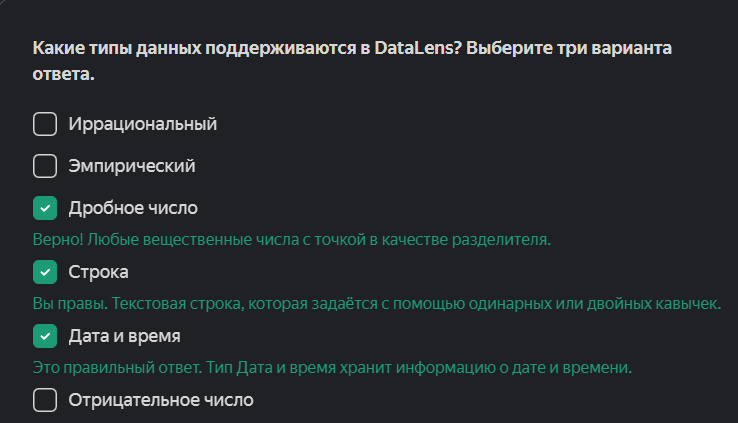 Какие типы данных поддерживаются в DataLens? Выберите три варианта
ответа.
Иррациональный
Эмпирический
Дробное число
Верно! Любые вещественные числа с точкой в качестве разделителя.
Строка
Вы правы. Текстовая строка, которая задаётся с помощью одинарных или двойных кавычек.
Дата и время
Это правильный ответ. Тип Дата и время хранит информацию о дате и времени.
Отрицательное число